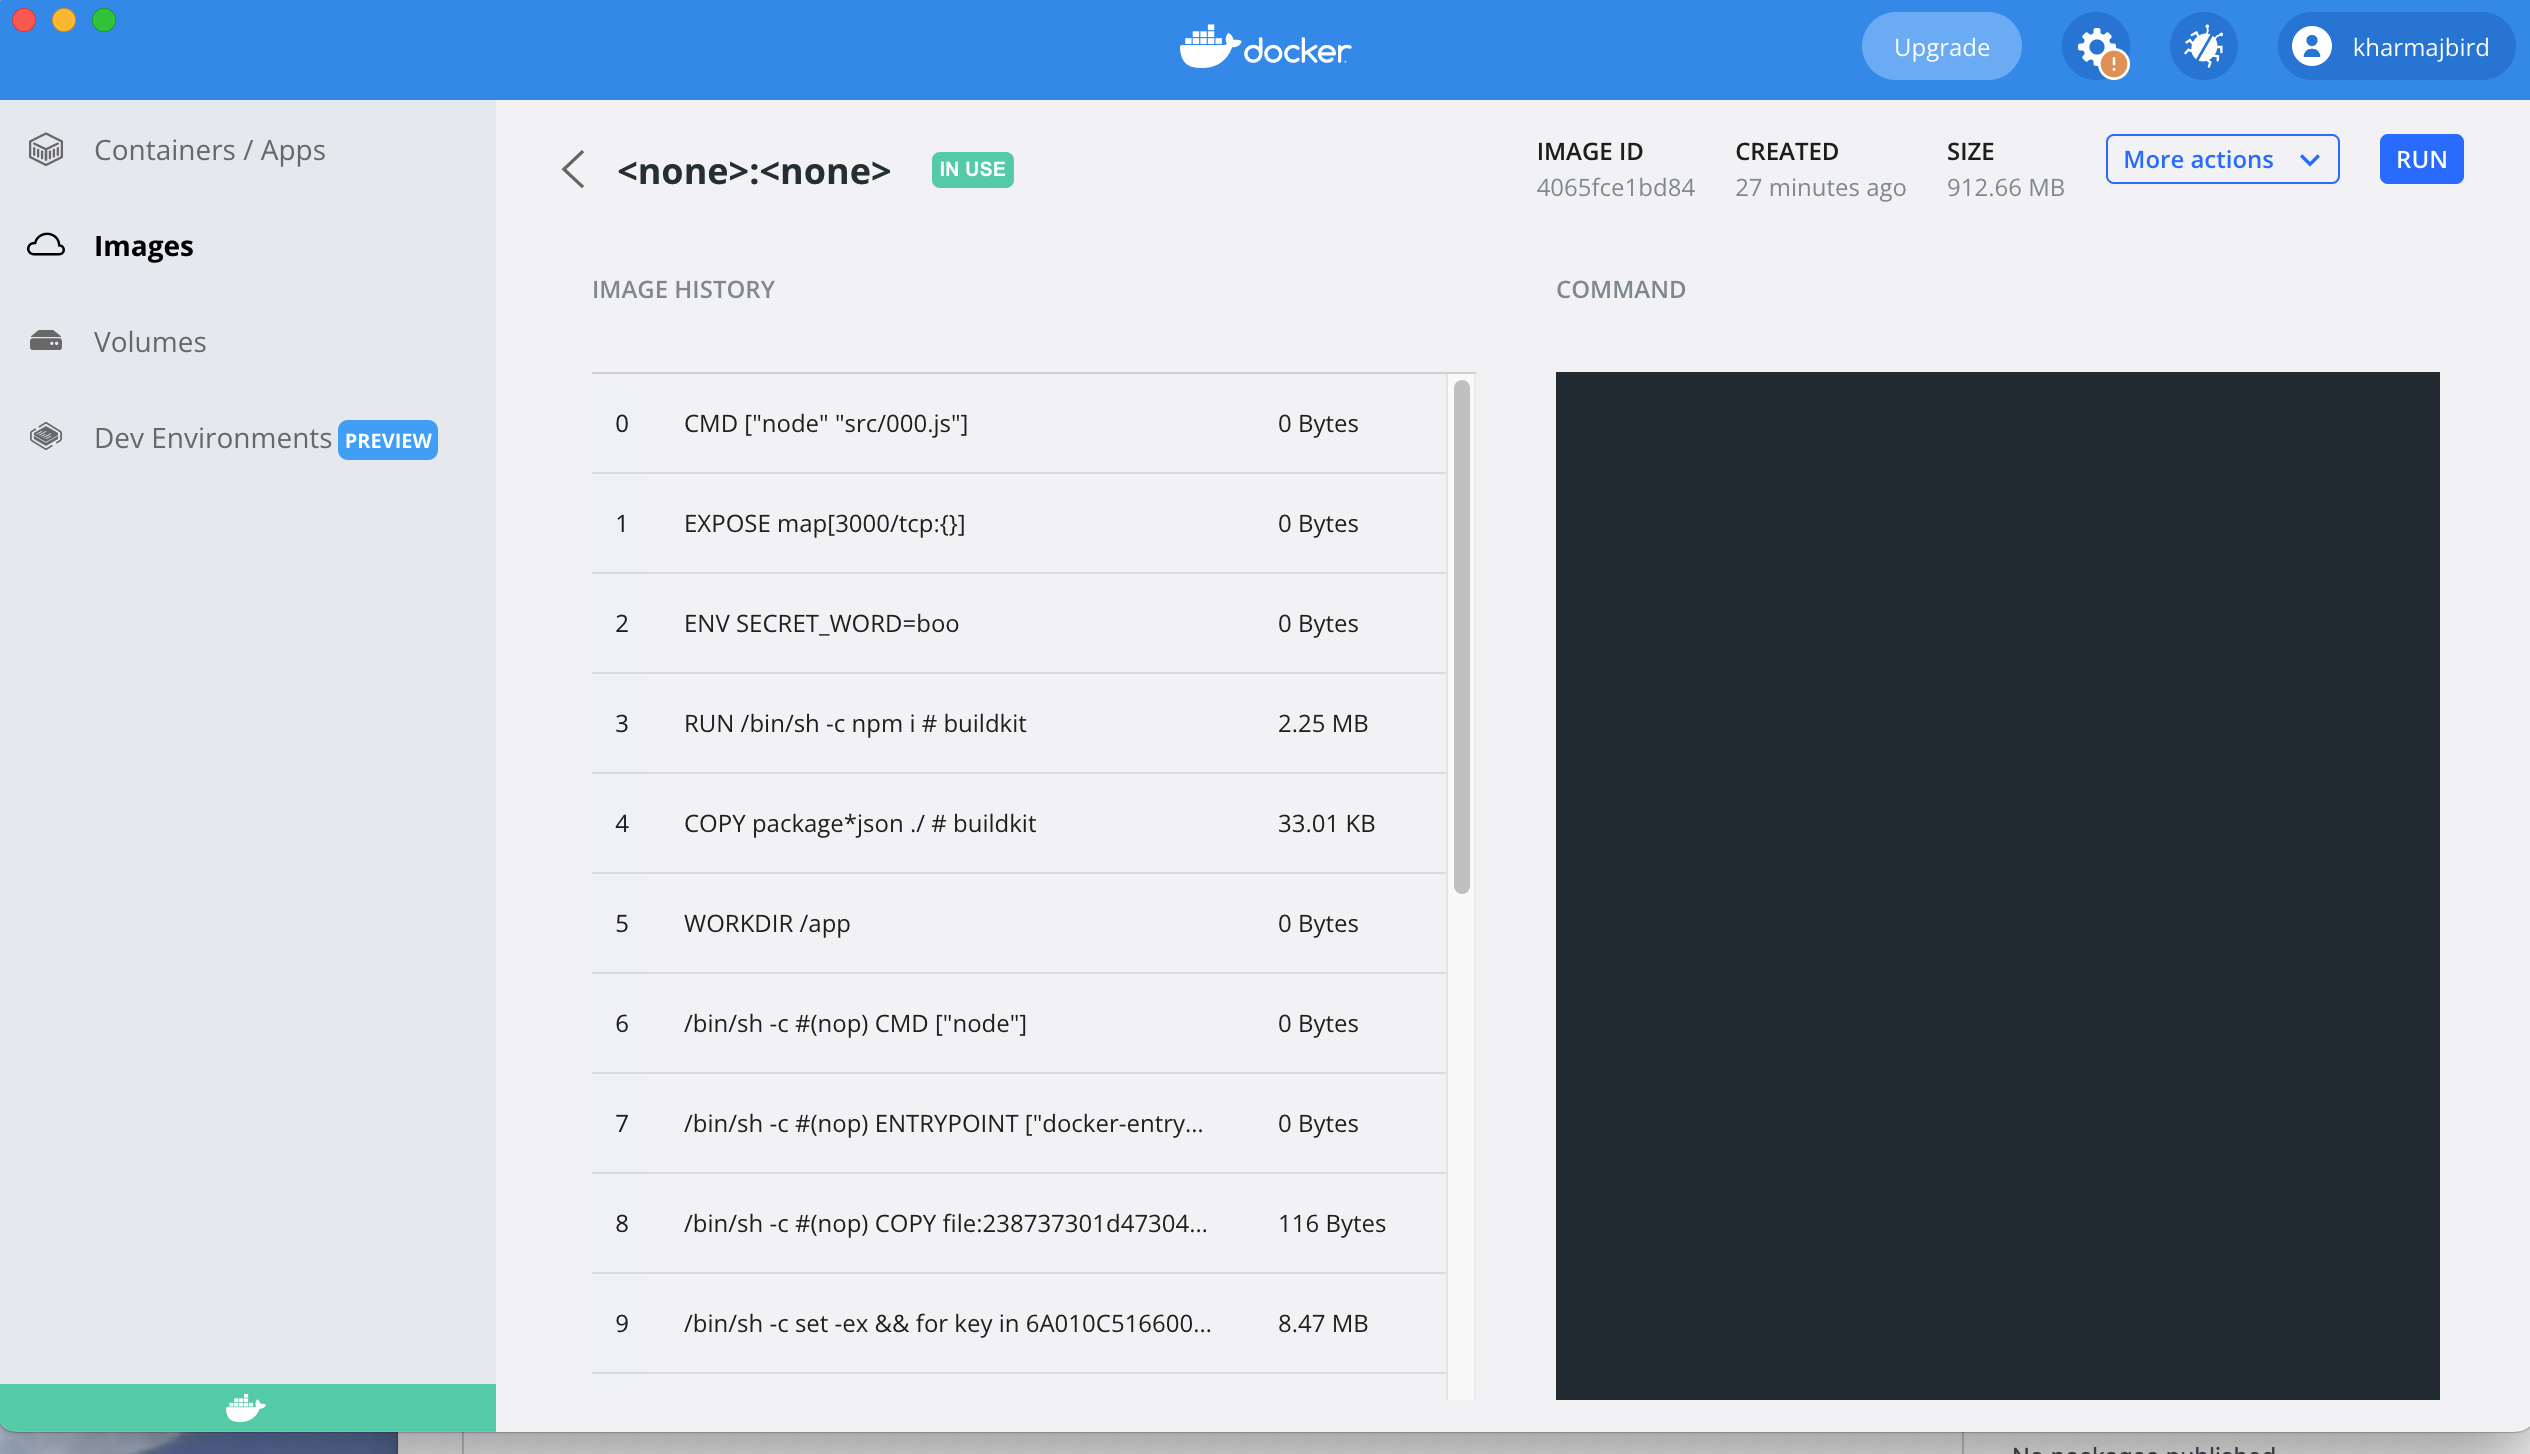 docker
Upgrade
kharmajbird
Containers / Apps
Images
Volumes
Dev Environments PREVIEW
<none>:<none> IN USE
IMAGE ID
4065fce1bd84
CREATED
27 minutes ago
SIZE
912.66 MB
More actions
RUN
IMAGE HISTORY
0 CMD ["node" "src/000.js"] 0 Bytes
1 EXPOSE map[3000/tcp:{}] 0 Bytes
2 ENV SECRET_WORD=boo 0 Bytes
3 RUN /bin/sh -c npm i # buildkit 2.25 MB
4 COPY package*json ./ # buildkit 33.01 KB
5 WORKDIR /app 0 Bytes
6 /bin/sh -c #(nop) CMD ["node"] 0 Bytes
7 /bin/sh -c #(nop) ENTRYPOINT ["docker-entry... 0 Bytes
8 /bin/sh -c #(nop) COPY file:238737301d47304... 116 Bytes
9 /bin/sh -c set -ex && for key in 6A010C516600... 8.47 MB
COMMAND
No packages published